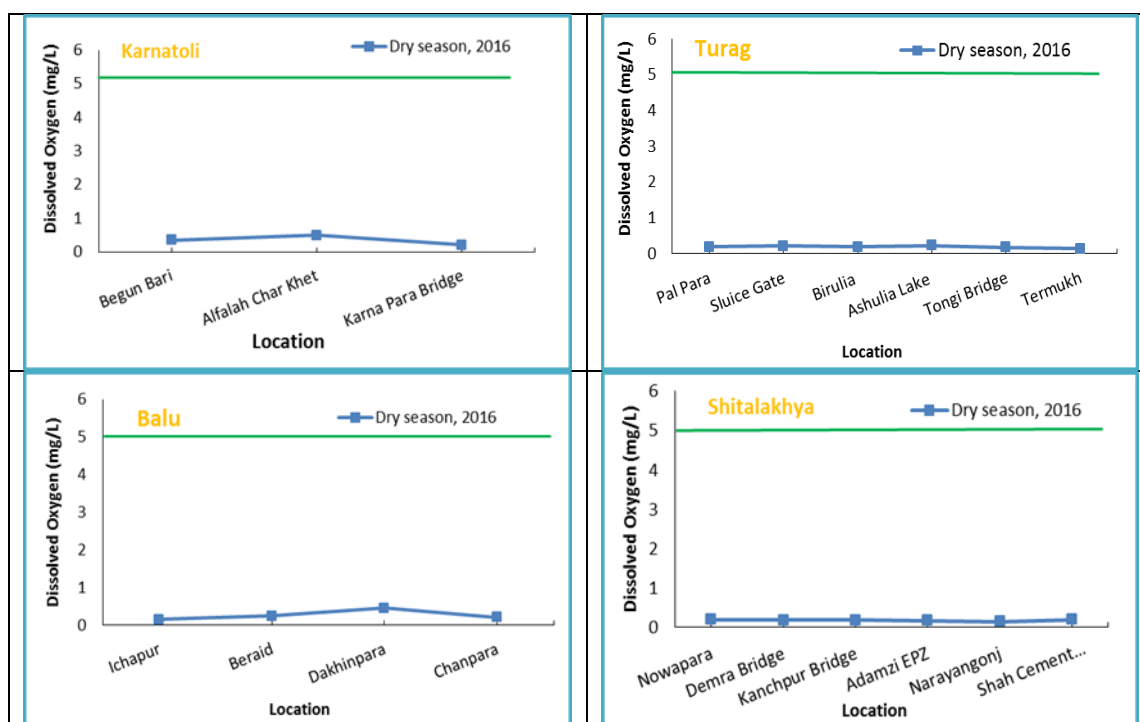 Karnatoli
Dry season, 2016
Dissolved Oxygen (mg/L)
6
5
4
3
2
1
0
Begun Bari
Alfalah Char Khet
Karna Para Bridge
Location
Turag
Dry season, 2016
Dissolved Oxygen (mg/L)
6
5
4
3
2
1
0
Pal Para
Sluice Gate
Birulia
Ashulia Lake
Tongi Bridge
Termukh
Location
Balu
Dry season, 2016
Dissolved Oxygen (mg/L)
6
5
4
3
2
1
0
Ichapur
Beraid
Dakhinpara
Chanpara
Location
Shitalakhya
Dry season, 2016
Dissolved Oxygen (mg/L)
6
5
4
3
2
1
0
Nowapara
Demra Bridge
Kanchpur Bridge
Adamzi EPZ
Narayangonj
Shah Cement...
Location